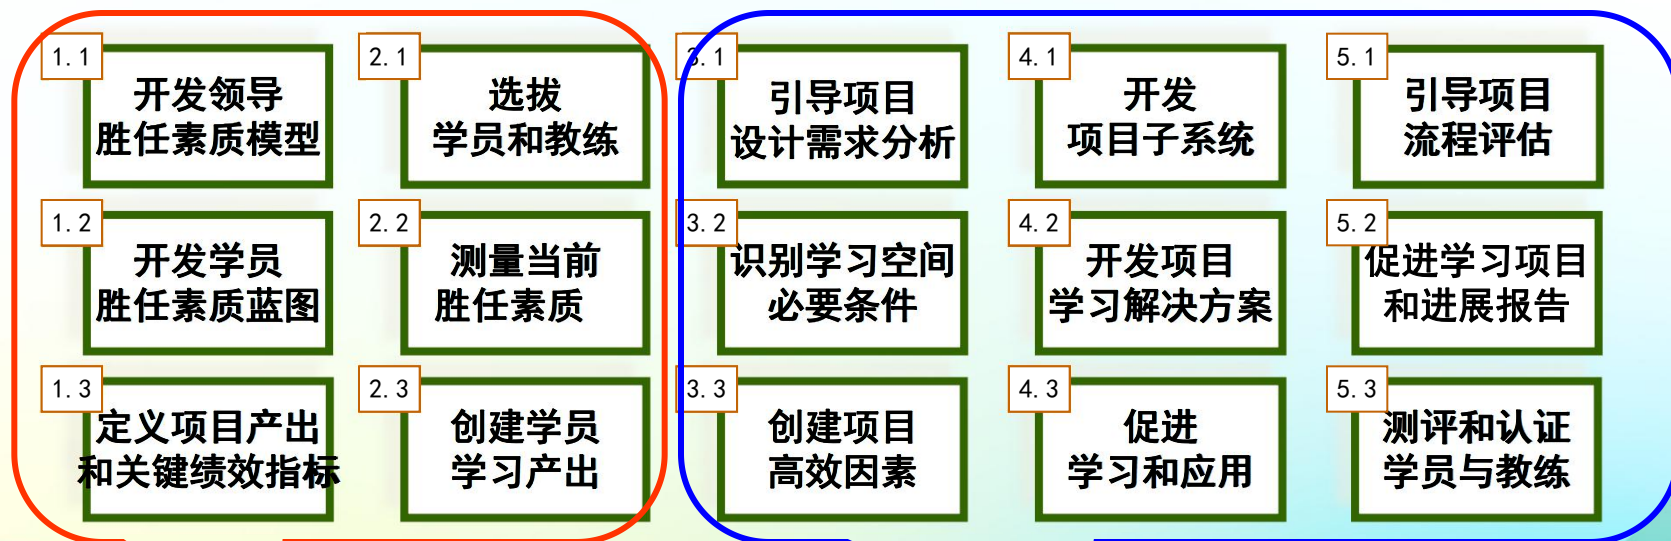 1.1
开发领导
胜任素质模型
2.1
选拔
学员和教练
3.1
引导项目
设计需求分析
4.1
开发
项目子系统
5.1
引导项目
流程评估
1.2
开发学员
胜任素质蓝图
2.2
测量当前
胜任素质
3.2
识别学习空间
必要条件
4.2
开发项目
学习解决方案
5.2
促进学习项目
和进展报告
1.3
定义项目产出
和关键绩效指标
2.3
创建学员
学习产出
3.3
创建项目
高效因素
4.3
促进
学习和应用
5.3
测评和认证
学员与教练